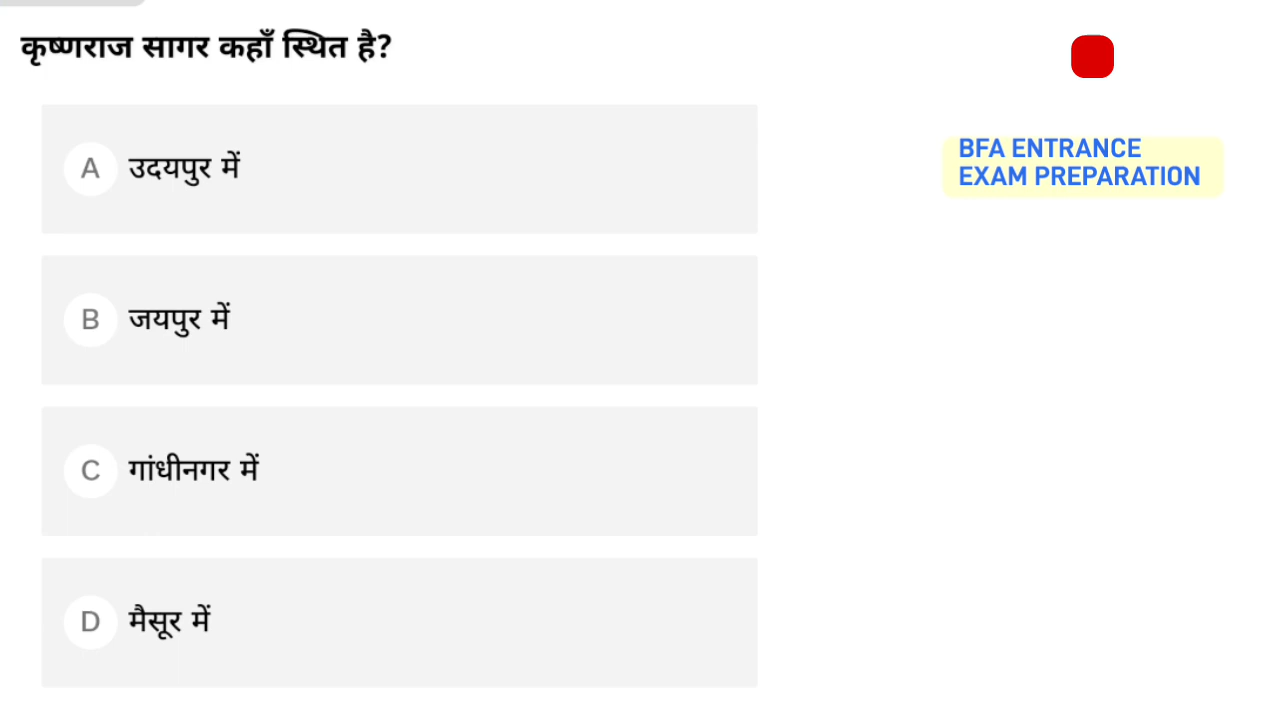 कृष्णराज सागर कहाँ स्थित है?
BFA ENTRANCE
EXAM PREPARATION
A उदयपुर में
B जयपुर में
C गांधीनगर में
D मैसूर में